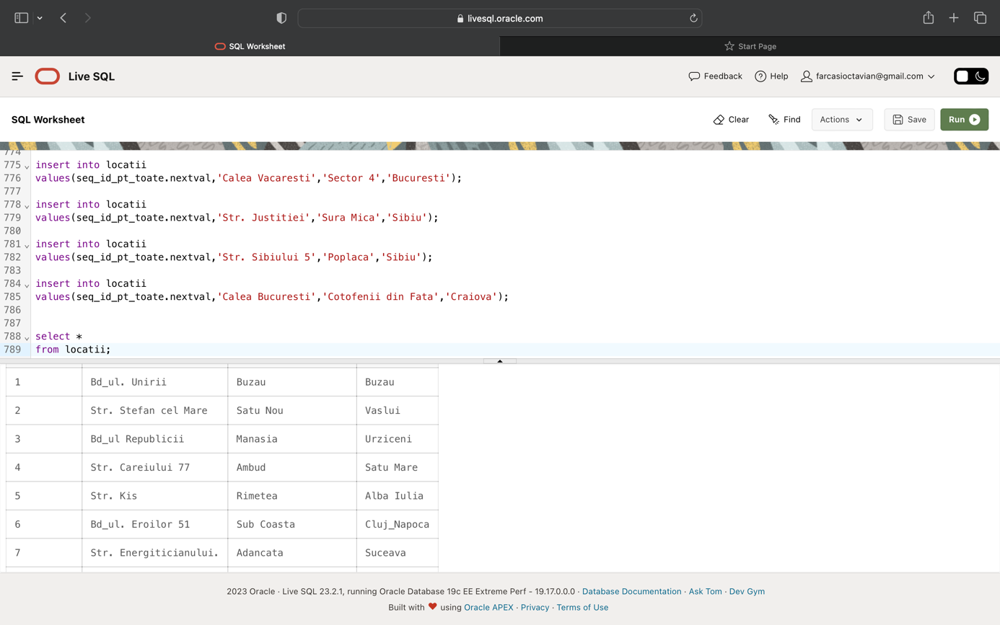 livesql.oracle.com
SQL Worksheet
Start Page
Live SQL
Feedback
Help
farcasioctavian@gmail.com
SQL Worksheet
Clear
Find
Actions
Save
Run
774
775 insert into locatii
776 values(seq_id_pt_toate.nextval,'Calea Vacaresti','Sector 4','Bucuresti');
777
778 insert into locatii
779 values(seq_id_pt_toate.nextval,'Str. Justitiei','Sura Mica','Sibiu');
780
781 insert into locatii
782 values(seq_id_pt_toate.nextval,'Str. Sibiului 5','Poplaca','Sibiu');
783
784 insert into locatii
785 values(seq_id_pt_toate.nextval,'Calea Bucuresti','Cotofenii din Fata','Craiova');
786
787
788 select *
789 from locatii;
1 Bd_ul. Unirii Buzau Buzau
2 Str. Stefan cel Mare Satu Nou Vaslui
3 Bd_ul Republicii Manasia Urziceni
4 Str. Careiului 77 Ambud Satu Mare
5 Str. Kis Rimetea Alba Iulia
6 Bd_ul. Eroilor 51 Sub Coasta Cluj_Napoca
7 Str. Energiticianului. Adancata Suceava
2023 Oracle · Live SQL 23.2.1, running Oracle Database 19c EE Extreme Perf - 19.17.0.0.0 · Database Documentation · Ask Tom · Dev Gym
Built with ❤ using Oracle APEX · Privacy · Terms of Use